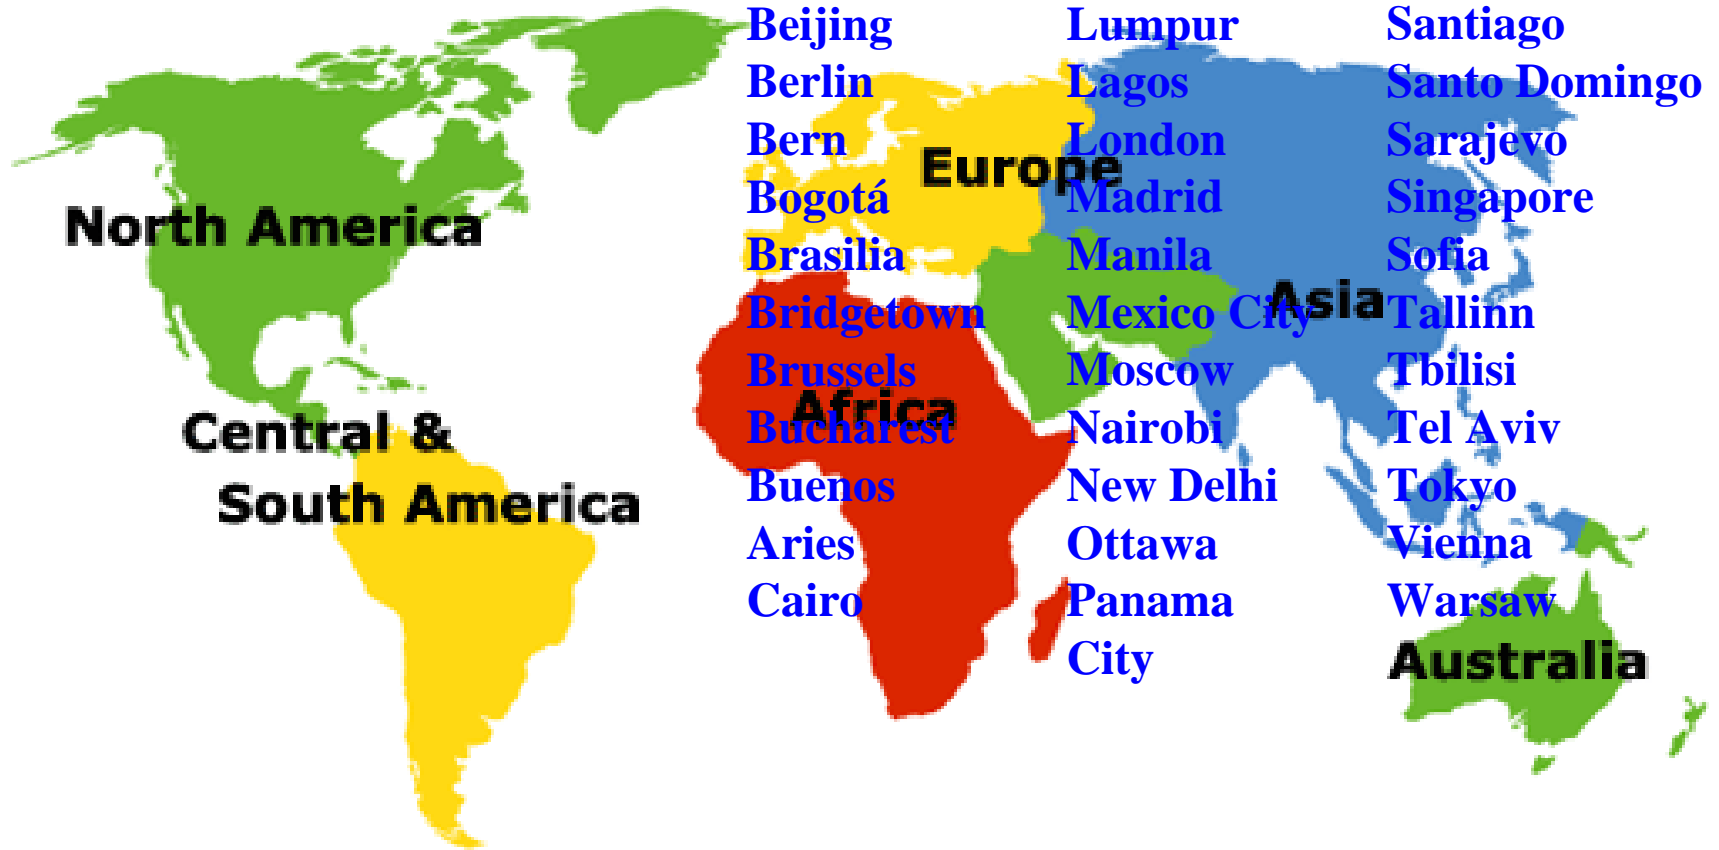 Beijing
Berlin
Bern
Bogotá
Brasilia
Bridgetown
Brussels
Bucharest
Buenos
Aries
Cairo
Lumpur
Lagos
London
Madrid
Manila
Mexico City
Moscow
Nairobi
New Delhi
Ottawa
Panama
City
Santiago
Santo Domingo
Sarajevo
Singapore
Sofia
Tallinn
Tbilisi
Tel Aviv
Tokyo
Vienna
Warsaw
North America
Central &
South America
Europe
Africa
Asia
Australia